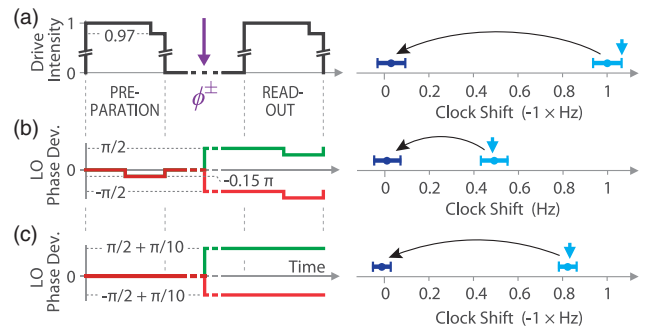 (a)
Drive
Intensity
1
0.97
0
PRE-
PARATION
ϕ±
READ-
OUT
0 0.2 0.4 0.6 0.8 1
Clock Shift (-1 × Hz)
(b)
LO
Phase Dev.
π/2
0
-π/2
-0.15 π
0 0.2 0.4 0.6 0.8 1
Clock Shift (Hz)
(c)
LO
Phase Dev.
π/2 + π/10
0
-π/2 + π/10
Time
0 0.2 0.4 0.6 0.8 1
Clock Shift (-1 × Hz)